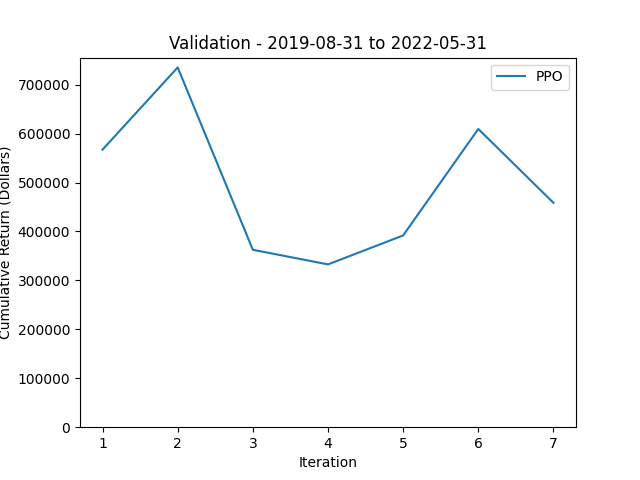 Validation - 2019-08-31 to 2022-05-31
PPO
Cumulative Return (Dollars)
700000
600000
500000
400000
300000
200000
100000
0
1 2 3 4 5 6 7
Iteration